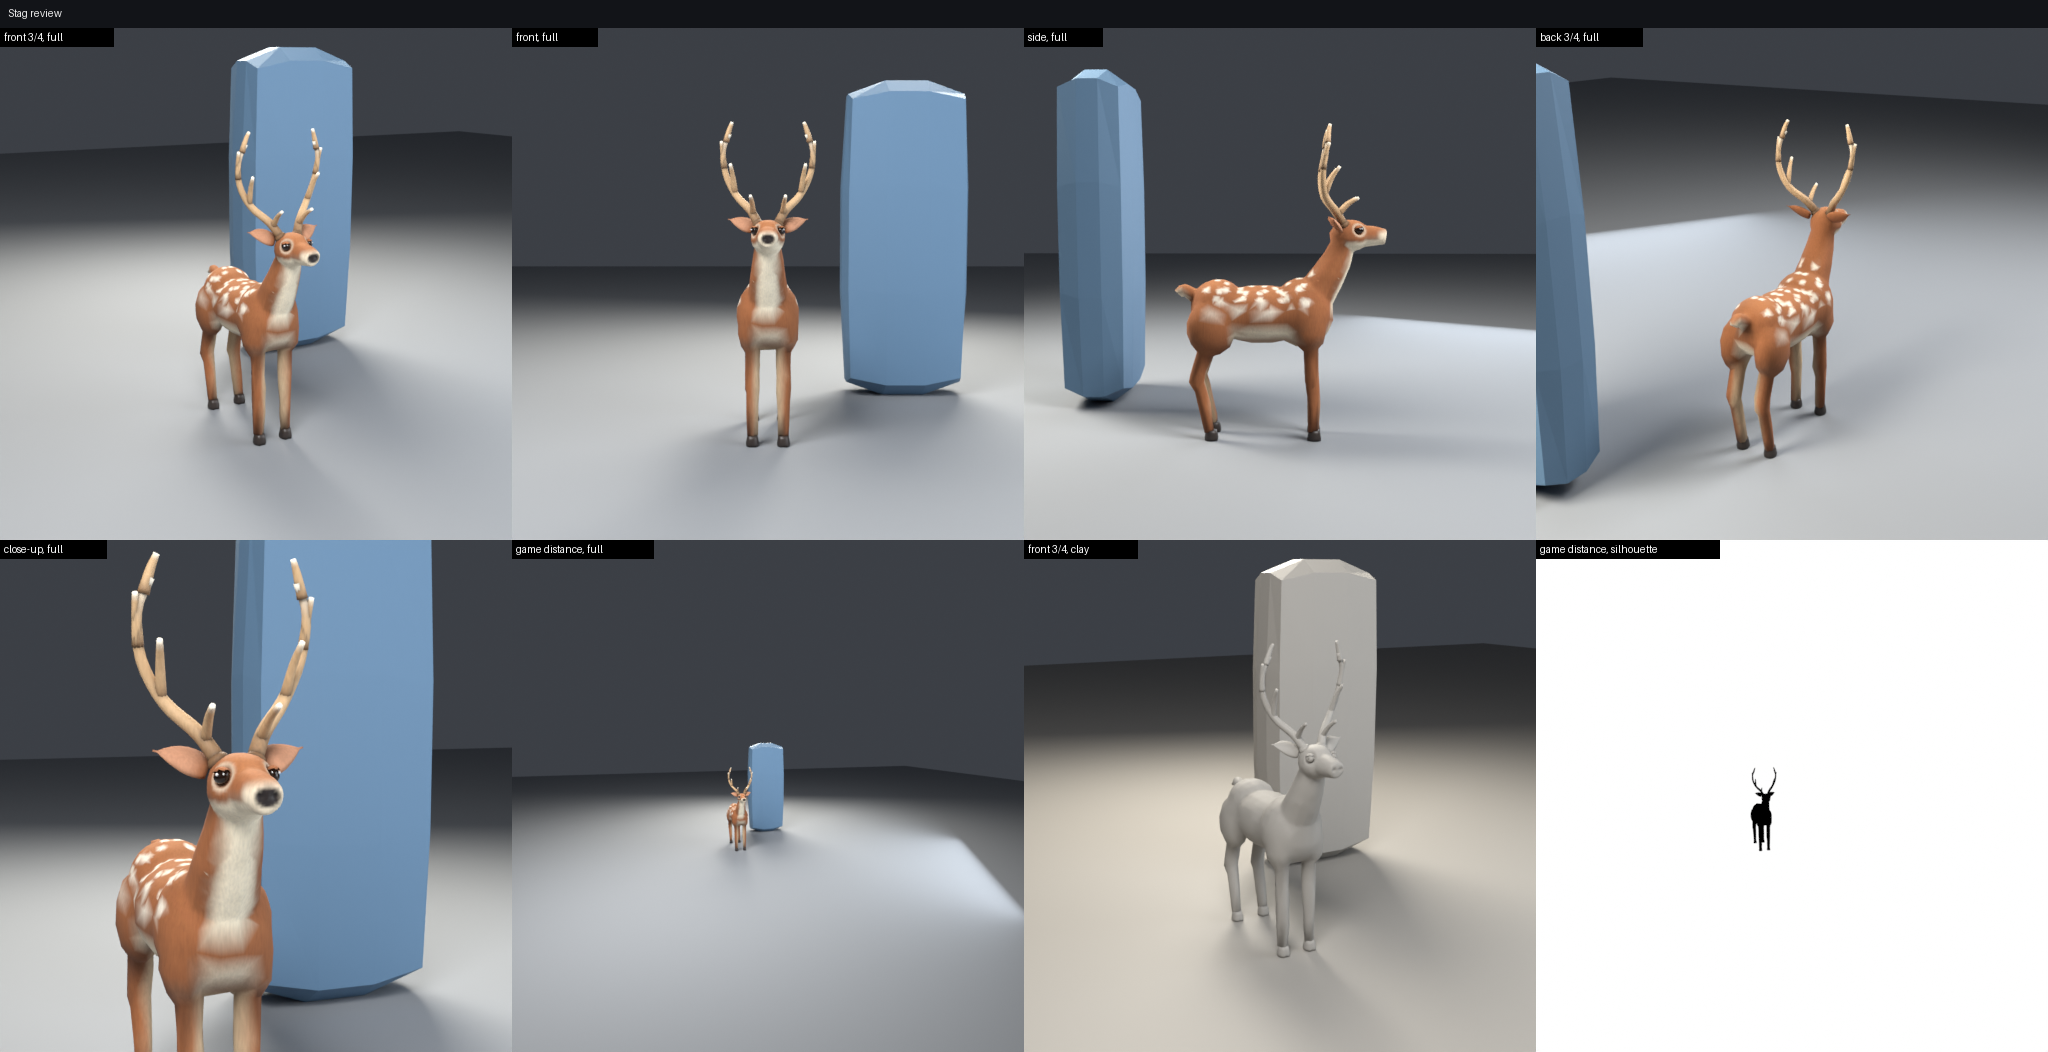 Stag review
front 3/4, full
front, full
side, full
back 3/4, full
close-up, full
game distance, full
front 3/4, clay
game distance, silhouette